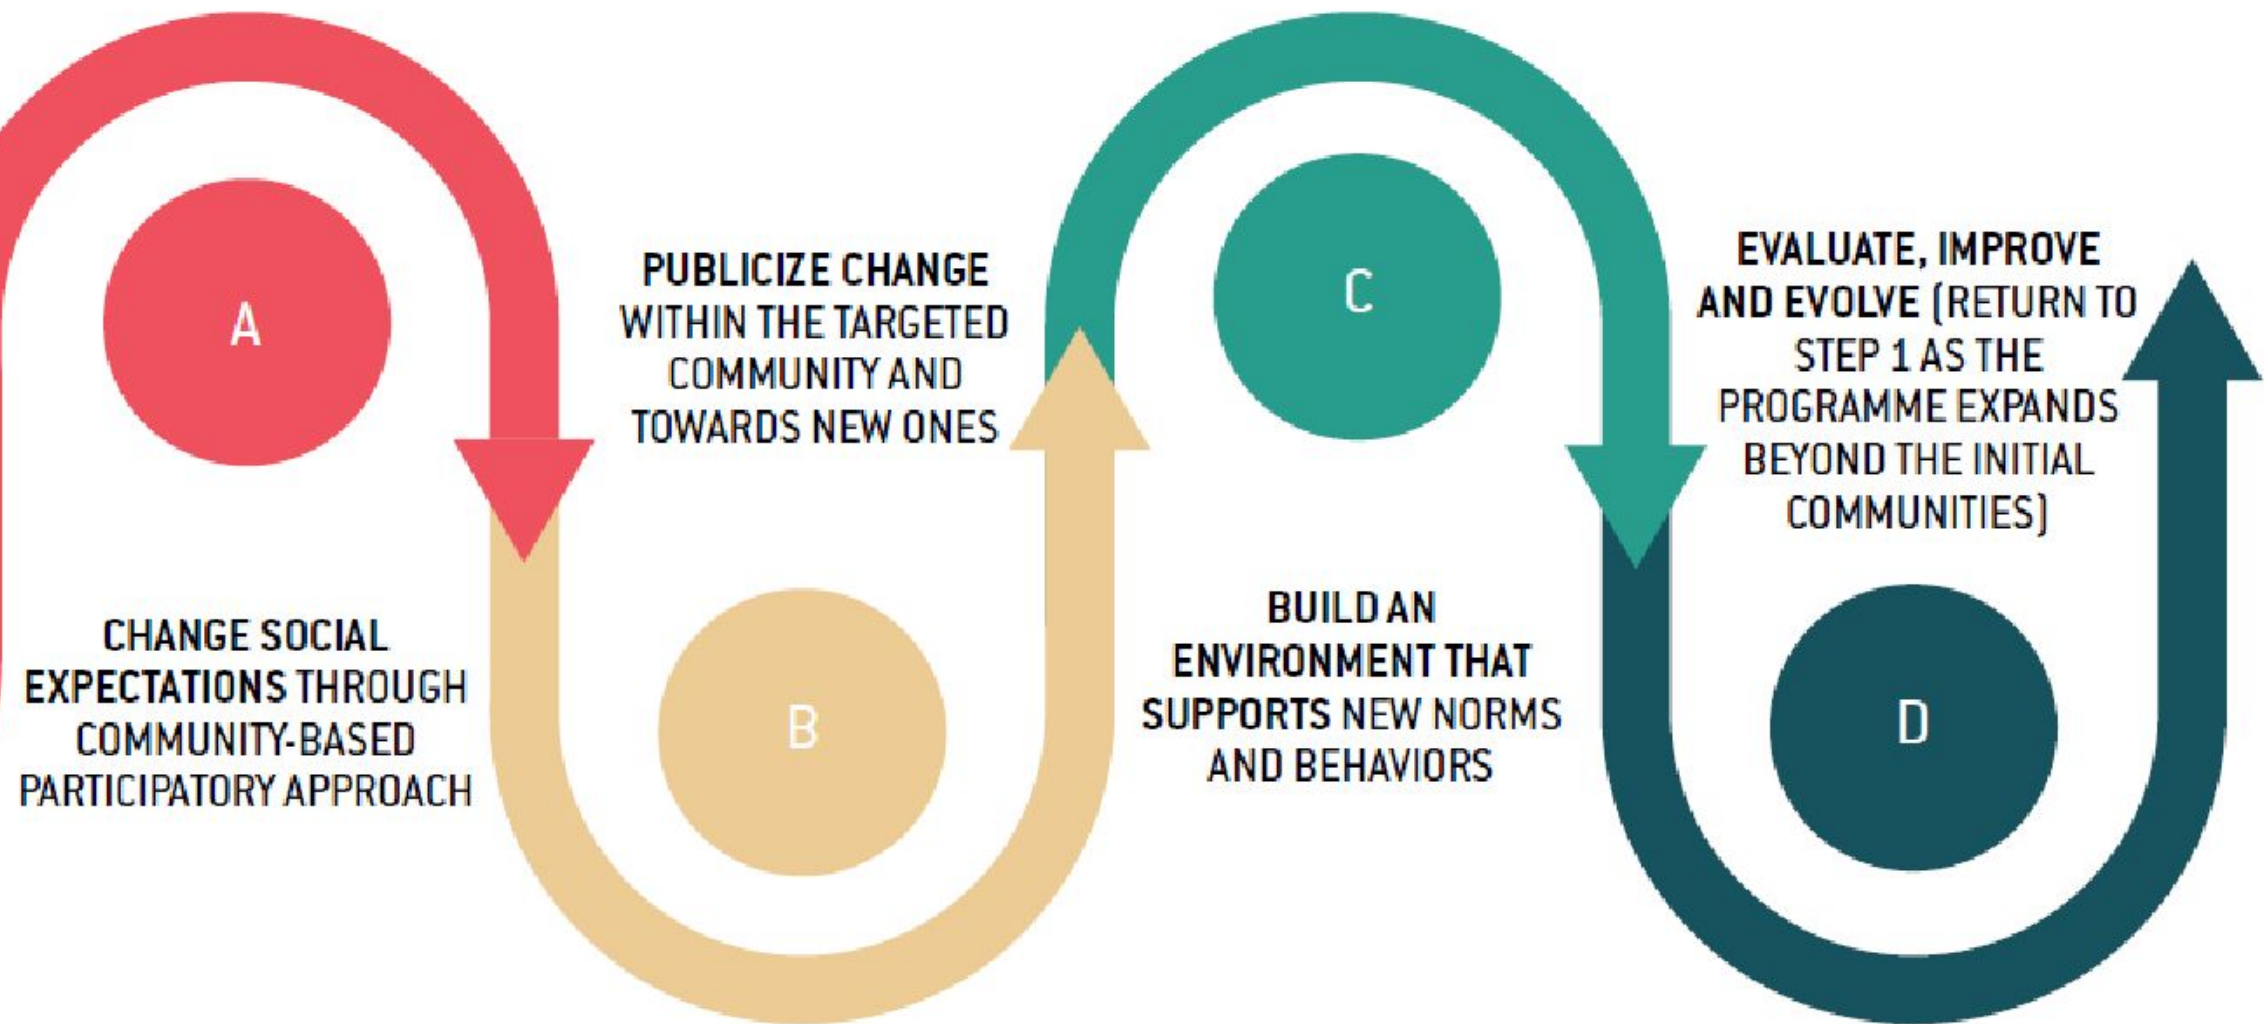 A
CHANGE SOCIAL
EXPECTATIONS THROUGH
COMMUNITY-BASED
PARTICIPATORY APPROACH
PUBLICIZE CHANGE
WITHIN THE TARGETED
COMMUNITY AND
TOWARDS NEW ONES
B
C
BUILD AN
ENVIRONMENT THAT
SUPPORTS NEW NORMS
AND BEHAVIORS
EVALUATE, IMPROVE
AND EVOLVE (RETURN TO
STEP 1 AS THE
PROGRAMME EXPANDS
BEYOND THE INITIAL
COMMUNITIES)
D